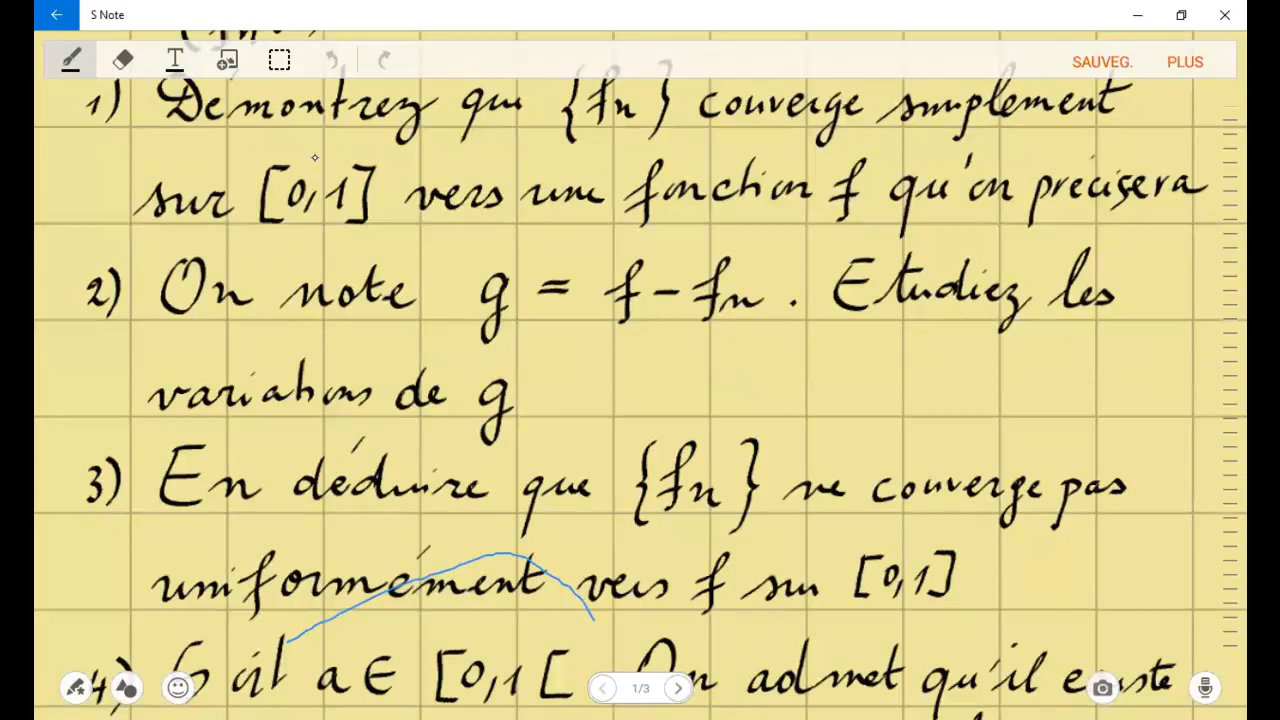 S Note
SAUVEG. PLUS
1) Démontrez que {fn} converge simplement
sur [0,1] vers une fonction f qu'on précisera
2) On note g = f - fn. Etudiez les
variations de g
3) En déduire que {fn} ne converge pas
uniformément vers f sur [0,1]
4) Soit a ∈ [0,1[ On admet qu'il existe
1/3